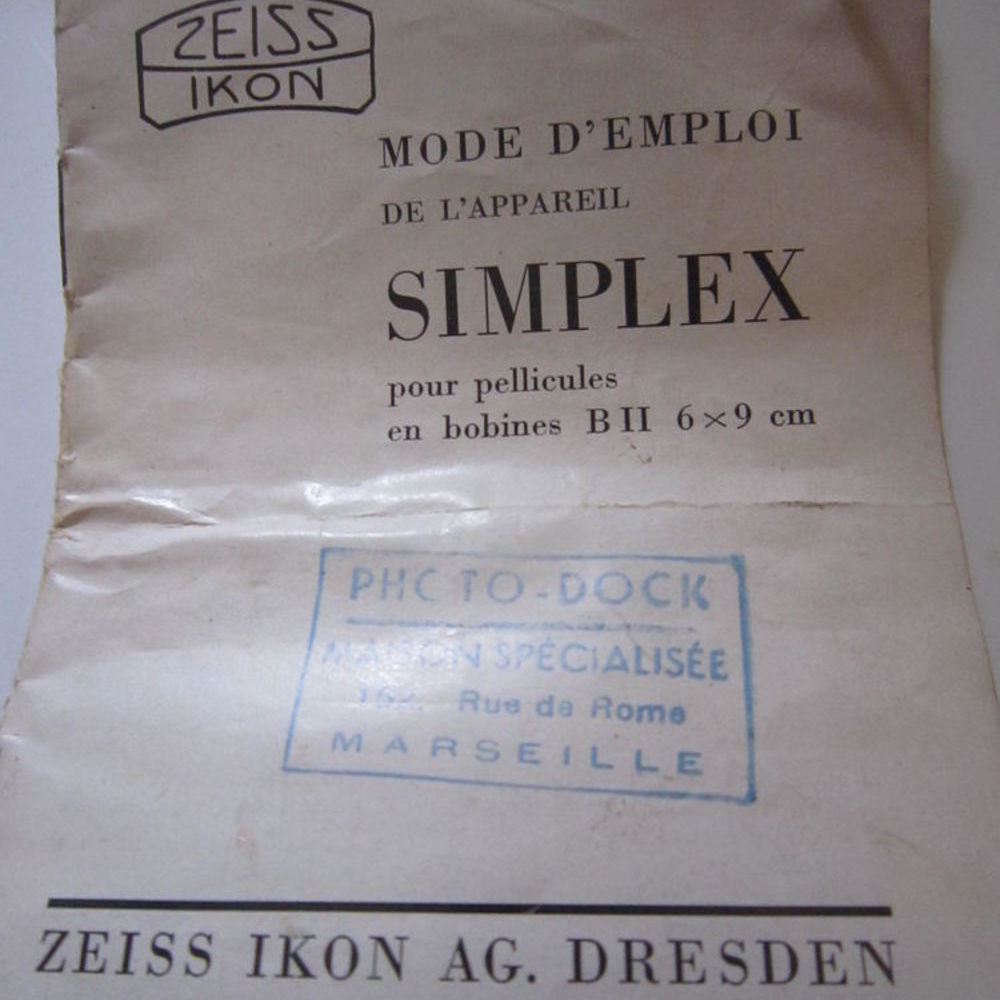 ZEISS
IKON
MODE D'EMPLOI
DE L'APPAREIL
SIMPLEX
pour pellicules
en bobines B II 6×9 cm
PHOTO-DOCK
MAISON SPÉCIALISÉE
Rue de Rome
MARSEILLE
ZEISS IKON AG. DRESDEN